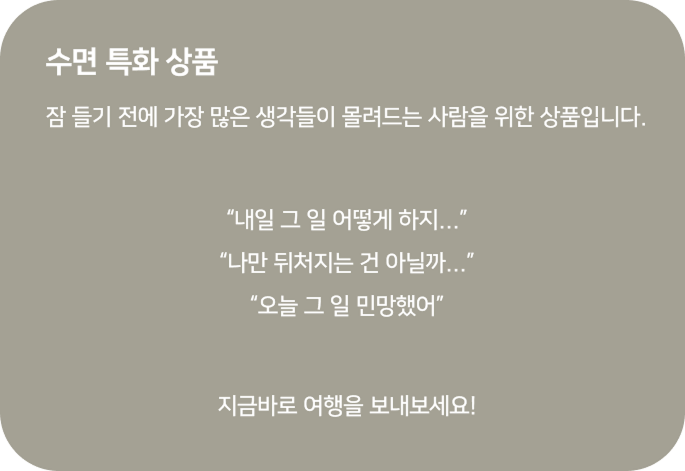 수면 특화 상품
잠 들기 전에 가장 많은 생각들이 몰려드는 사람을 위한 상품입니다.
“내일 그 일 어떻게 하지...”
“나만 뒤처지는 건 아닐까...”
“오늘 그 일 민망했어”
지금바로 여행을 보내보세요!